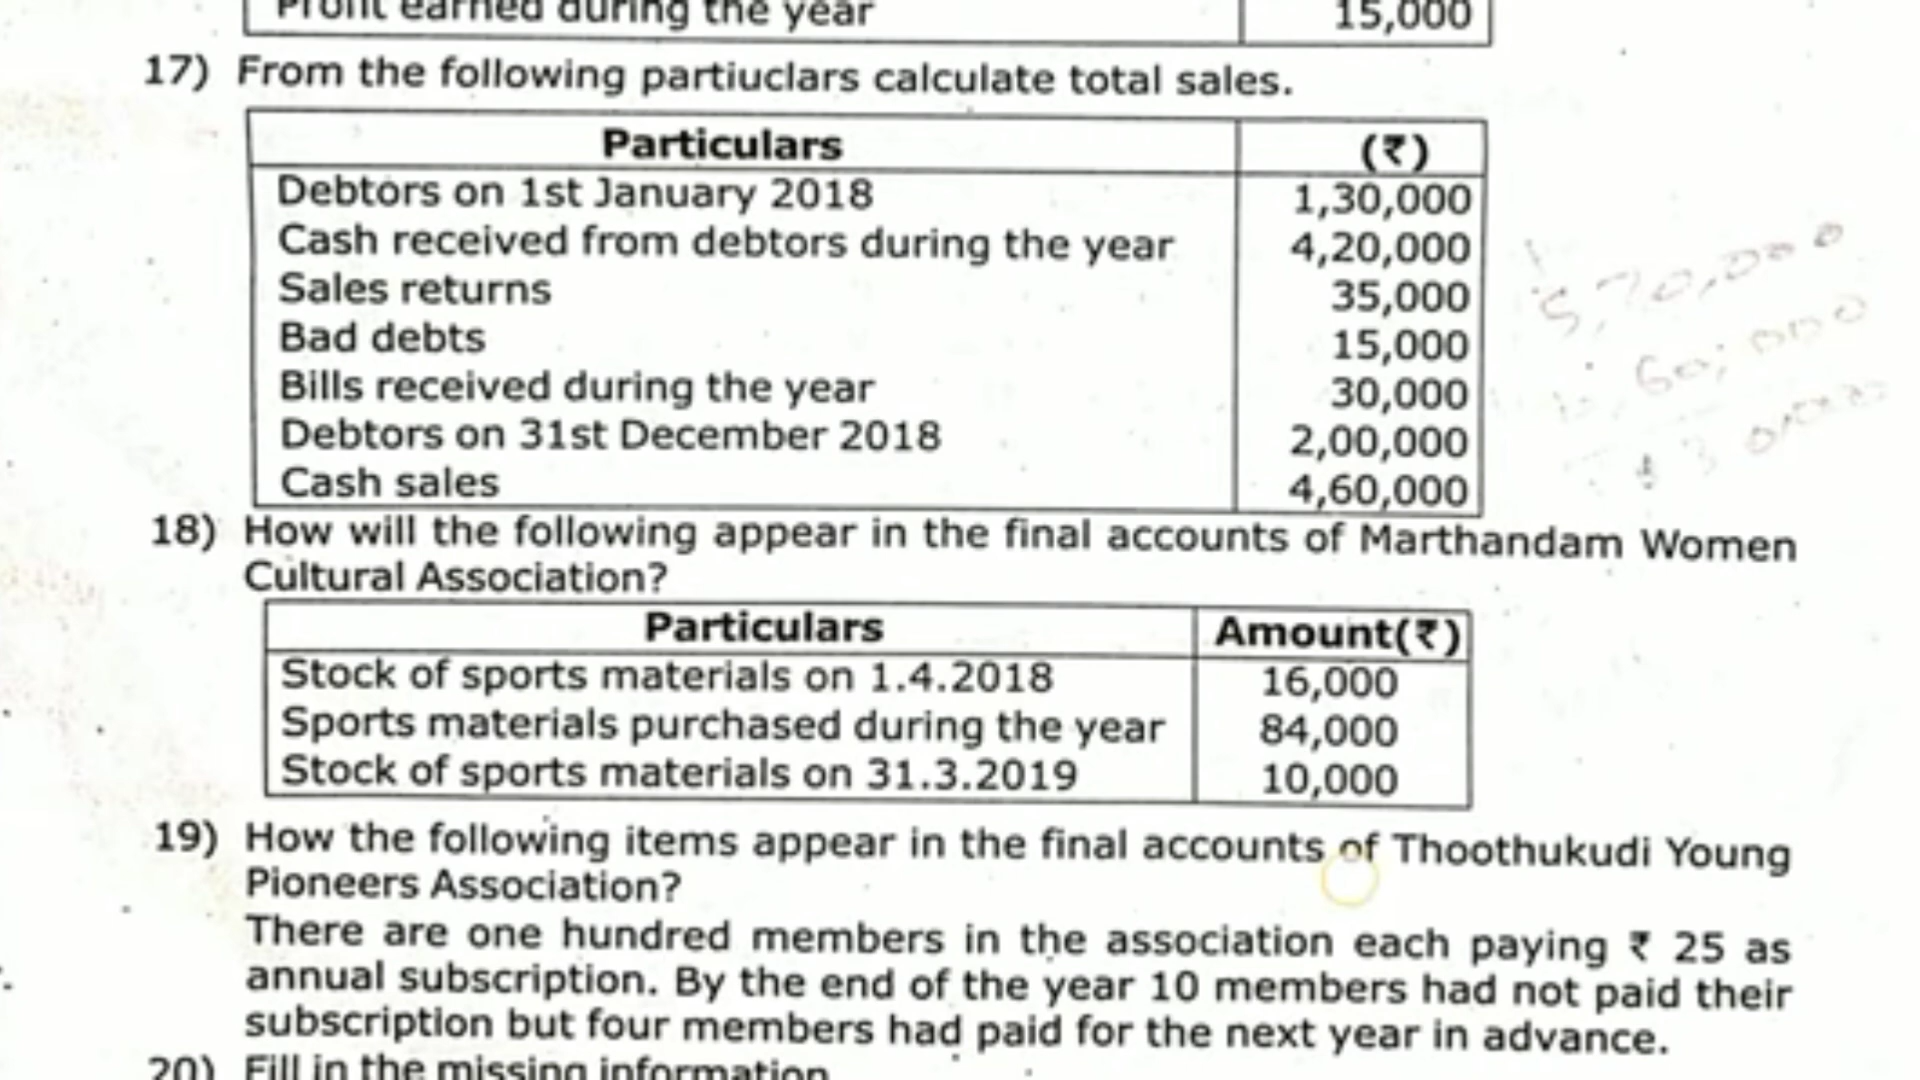 Profit earned during the year 15,000
17) From the following partiuclars calculate total sales.
Particulars (₹)
Debtors on 1st January 2018 1,30,000
Cash received from debtors during the year 4,20,000
Sales returns 35,000
Bad debts 15,000
Bills received during the year 30,000
Debtors on 31st December 2018 2,00,000
Cash sales 4,60,000
5,70,000
60,000
18) How will the following appear in the final accounts of Marthandam Women
Cultural Association?
Particulars Amount(₹)
Stock of sports materials on 1.4.2018 16,000
Sports materials purchased during the year 84,000
Stock of sports materials on 31.3.2019 10,000
19) How the following items appear in the final accounts of Thoothukudi Young
Pioneers Association?
There are one hundred members in the association each paying ₹ 25 as
annual subscription. By the end of the year 10 members had not paid their
subscription but four members had paid for the next year in advance.
20) Fill in the missing information